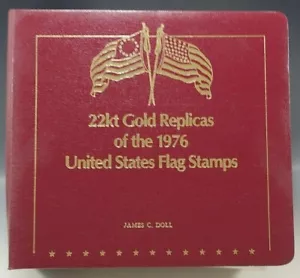 22kt Gold Replicas
of the 1976
United States Flag Stamps
JAMES C. DOLL